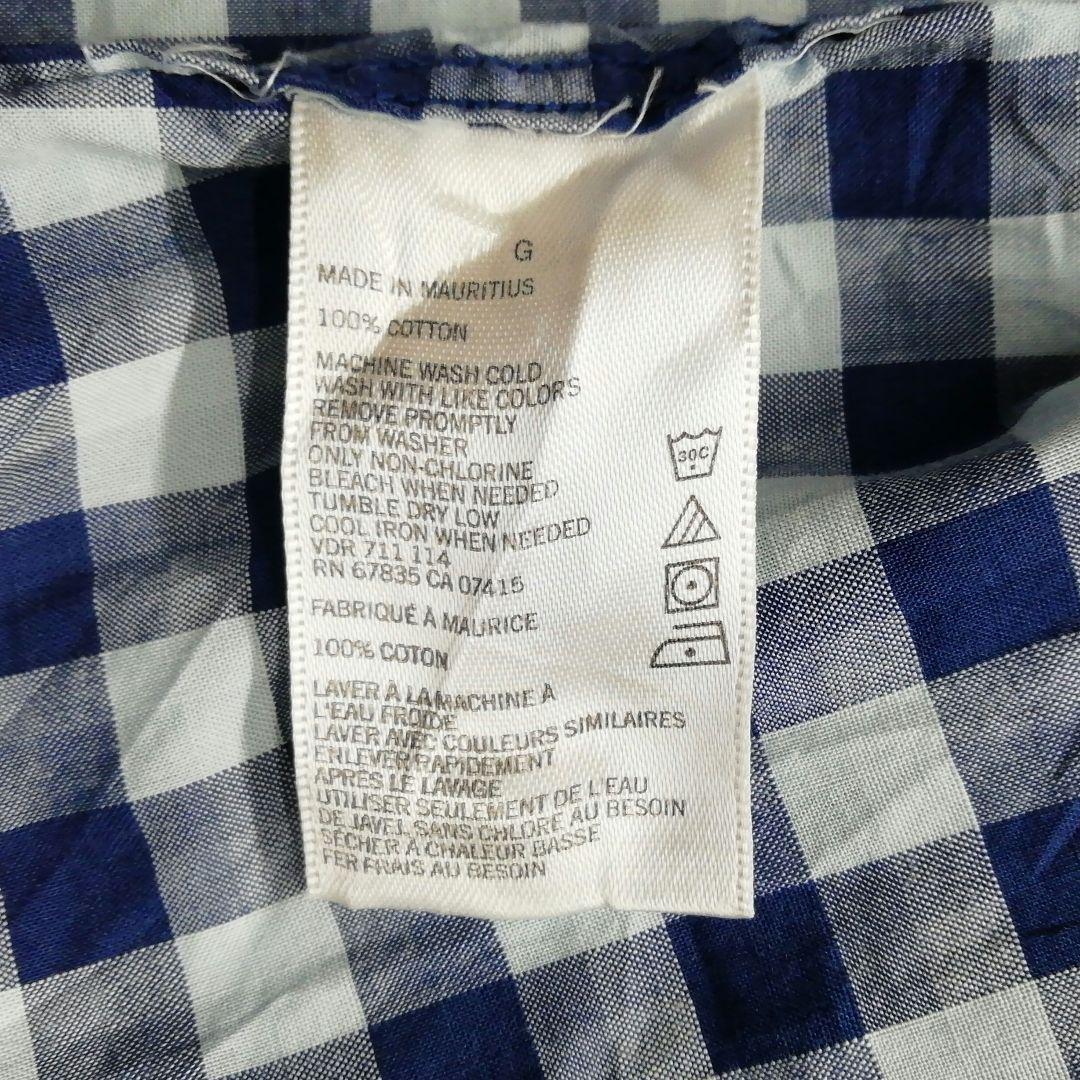 G
MADE IN MAURITIUS
100% COTTON
MACHINE WASH COLD
WASH WITH LIKE COLORS
REMOVE PROMPTLY
FROM WASHER
ONLY NON-CHLORINE
BLEACH WHEN NEEDED
TUMBLE DRY LOW
COOL IRON WHEN NEEDED
VDR 711 114
RN 67835 CA 07415
30C
FABRIQUÉ À MAURICE
100% COTON
LAVER À LA MACHINE À
L'EAU FROIDE
LAVER AVEC COULEURS SIMILAIRES
ENLEVER RAPIDEMENT
APRÈS LE LAVAGE
UTILISER SEULEMENT DE L'EAU
DE JAVEL SANS CHLORE AU BESOIN
SÉCHER À CHALEUR BASSE
FER FRAIS AU BESOIN